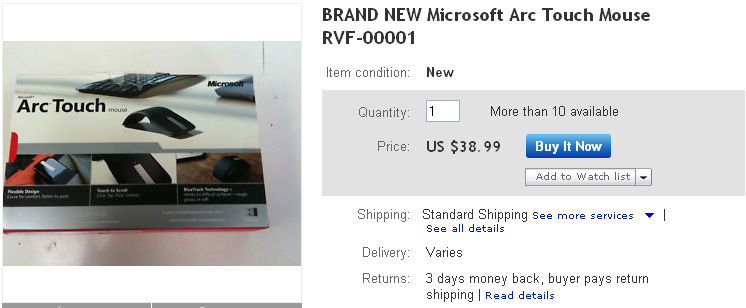 BRAND NEW Microsoft Arc Touch Mouse
RVF-00001
Item condition: New
Quantity: 1 More than 10 available
Price: US $38.99 Buy It Now
Add to Watch list
Shipping: Standard Shipping See more services |
See all details
Delivery: Varies
Returns: 3 days money back, buyer pays return
shipping | Read details
Microsoft
Microsoft
Arc Touch mouse
Flexible Design
Touch to Scroll
BlueTrack Technology